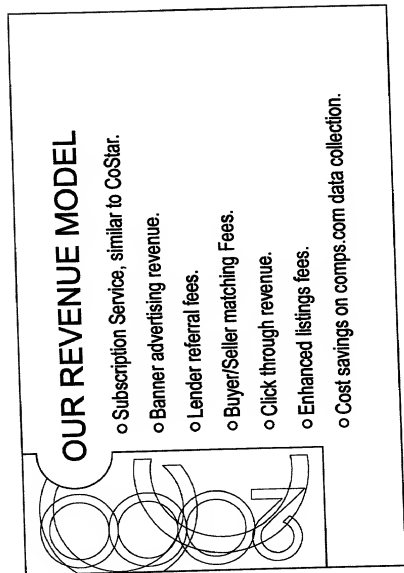 OUR REVENUE MODEL
o Subscription Service, similar to CoStar.
o Banner advertising revenue.
o Lender referral fees.
o Buyer/Seller matching Fees.
o Click through revenue.
o Enhanced listings fees.
o Cost savings on comps.com data collection.